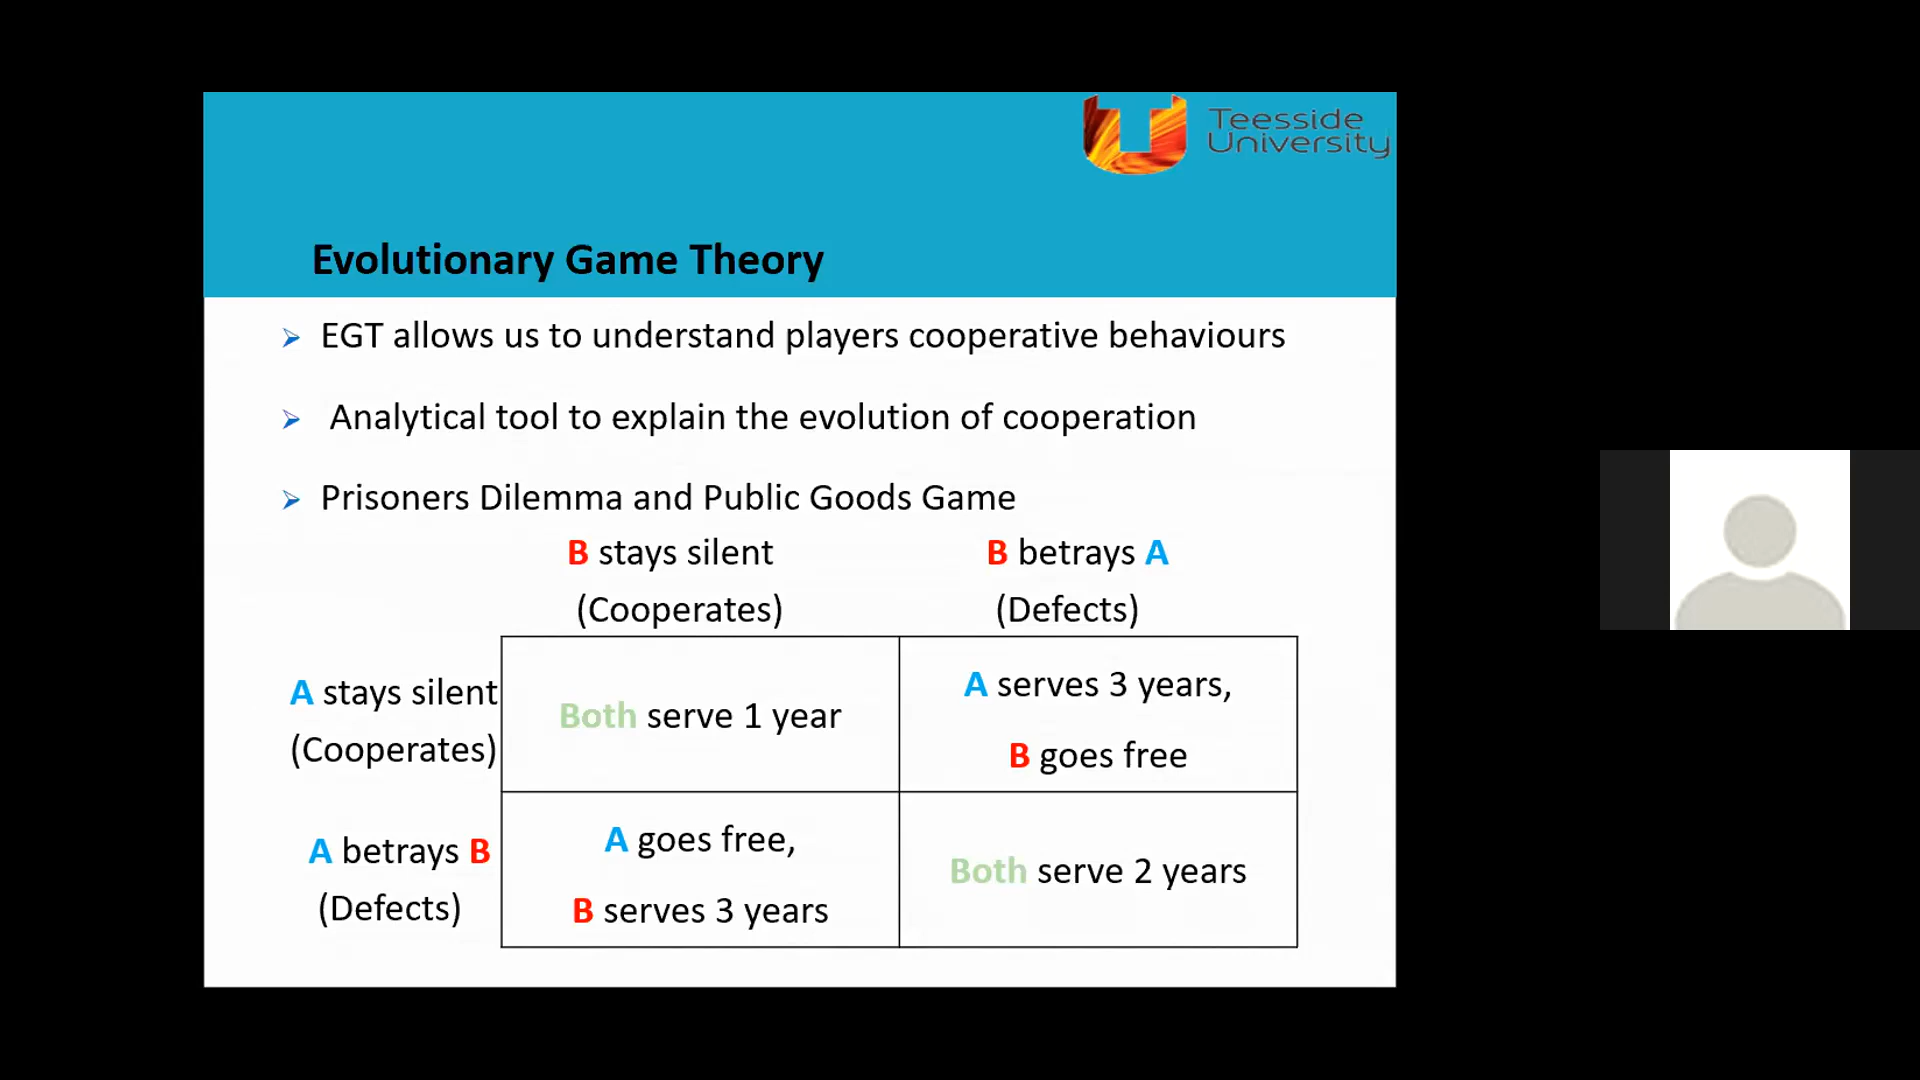 Teesside
University
Evolutionary Game Theory
EGT allows us to understand players cooperative behaviours
Analytical tool to explain the evolution of cooperation
Prisoners Dilemma and Public Goods Game
B stays silent
(Cooperates)
B betrays A
(Defects)
A stays silent
(Cooperates)
Both serve 1 year
A serves 3 years,
B goes free
A betrays B
(Defects)
A goes free,
B serves 3 years
Both serve 2 years